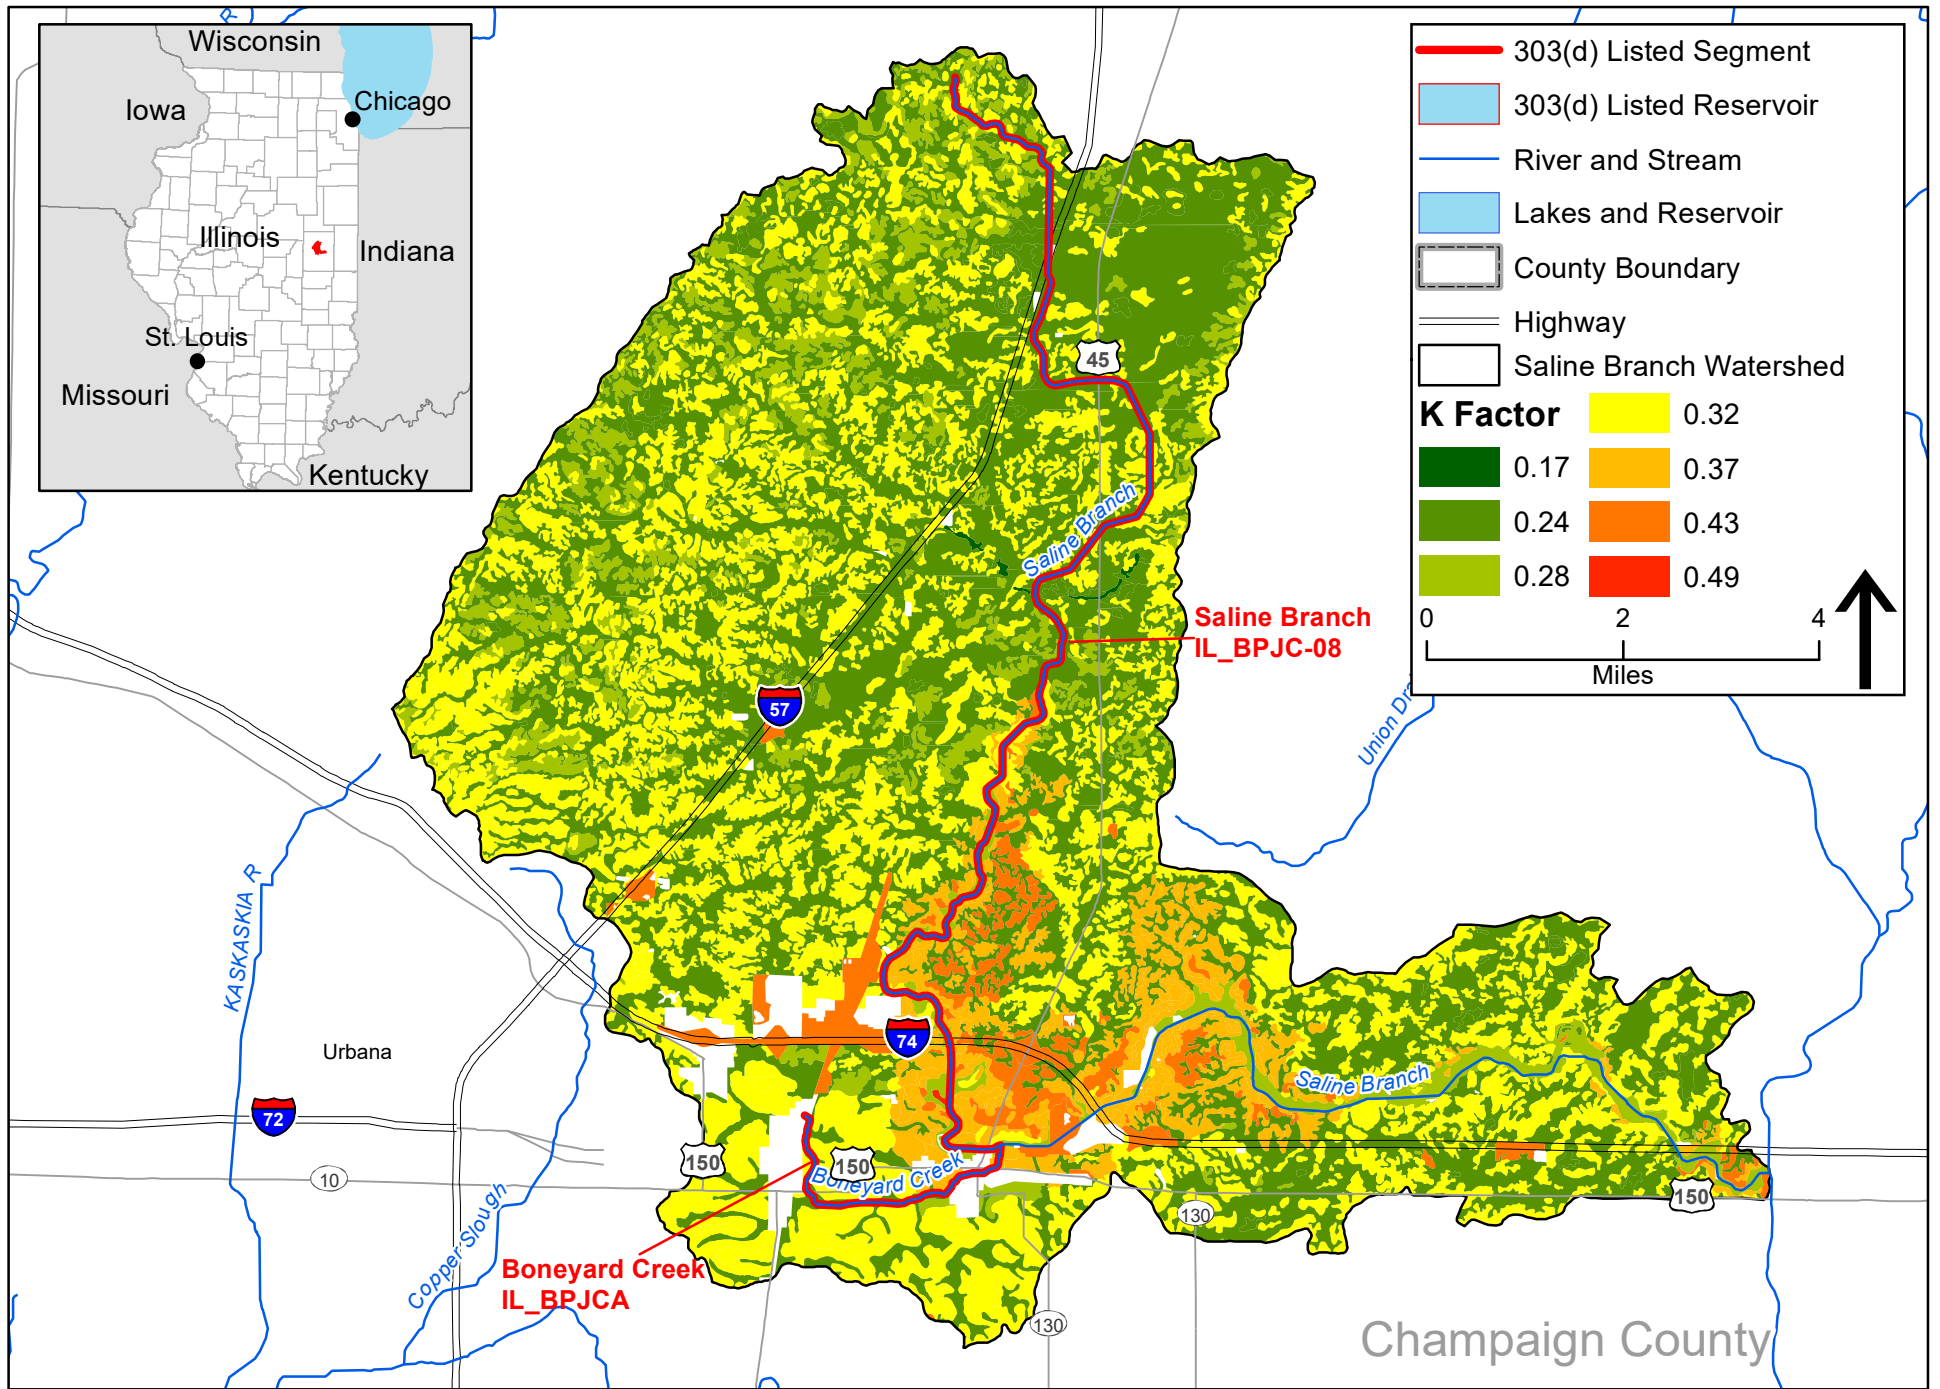 Wisconsin
Iowa
Chicago
Illinois
Indiana
St. Louis
Missouri
Kentucky
R
303(d) Listed Segment
303(d) Listed Reservoir
River and Stream
Lakes and Reservoir
County Boundary
Highway
Saline Branch Watershed
K Factor
0.17
0.24
0.28
0.32
0.37
0.43
0.49
0
2
4
Miles
45
Saline Branch
Saline Branch
IL_BPJC-08
57
Union
KASKASKIA R
Urbana
74
72
Saline Branch
10
150
150
Boneyard Creek
150
130
Copper Slough
Boneyard Creek
IL_BPJCA
130
Champaign County